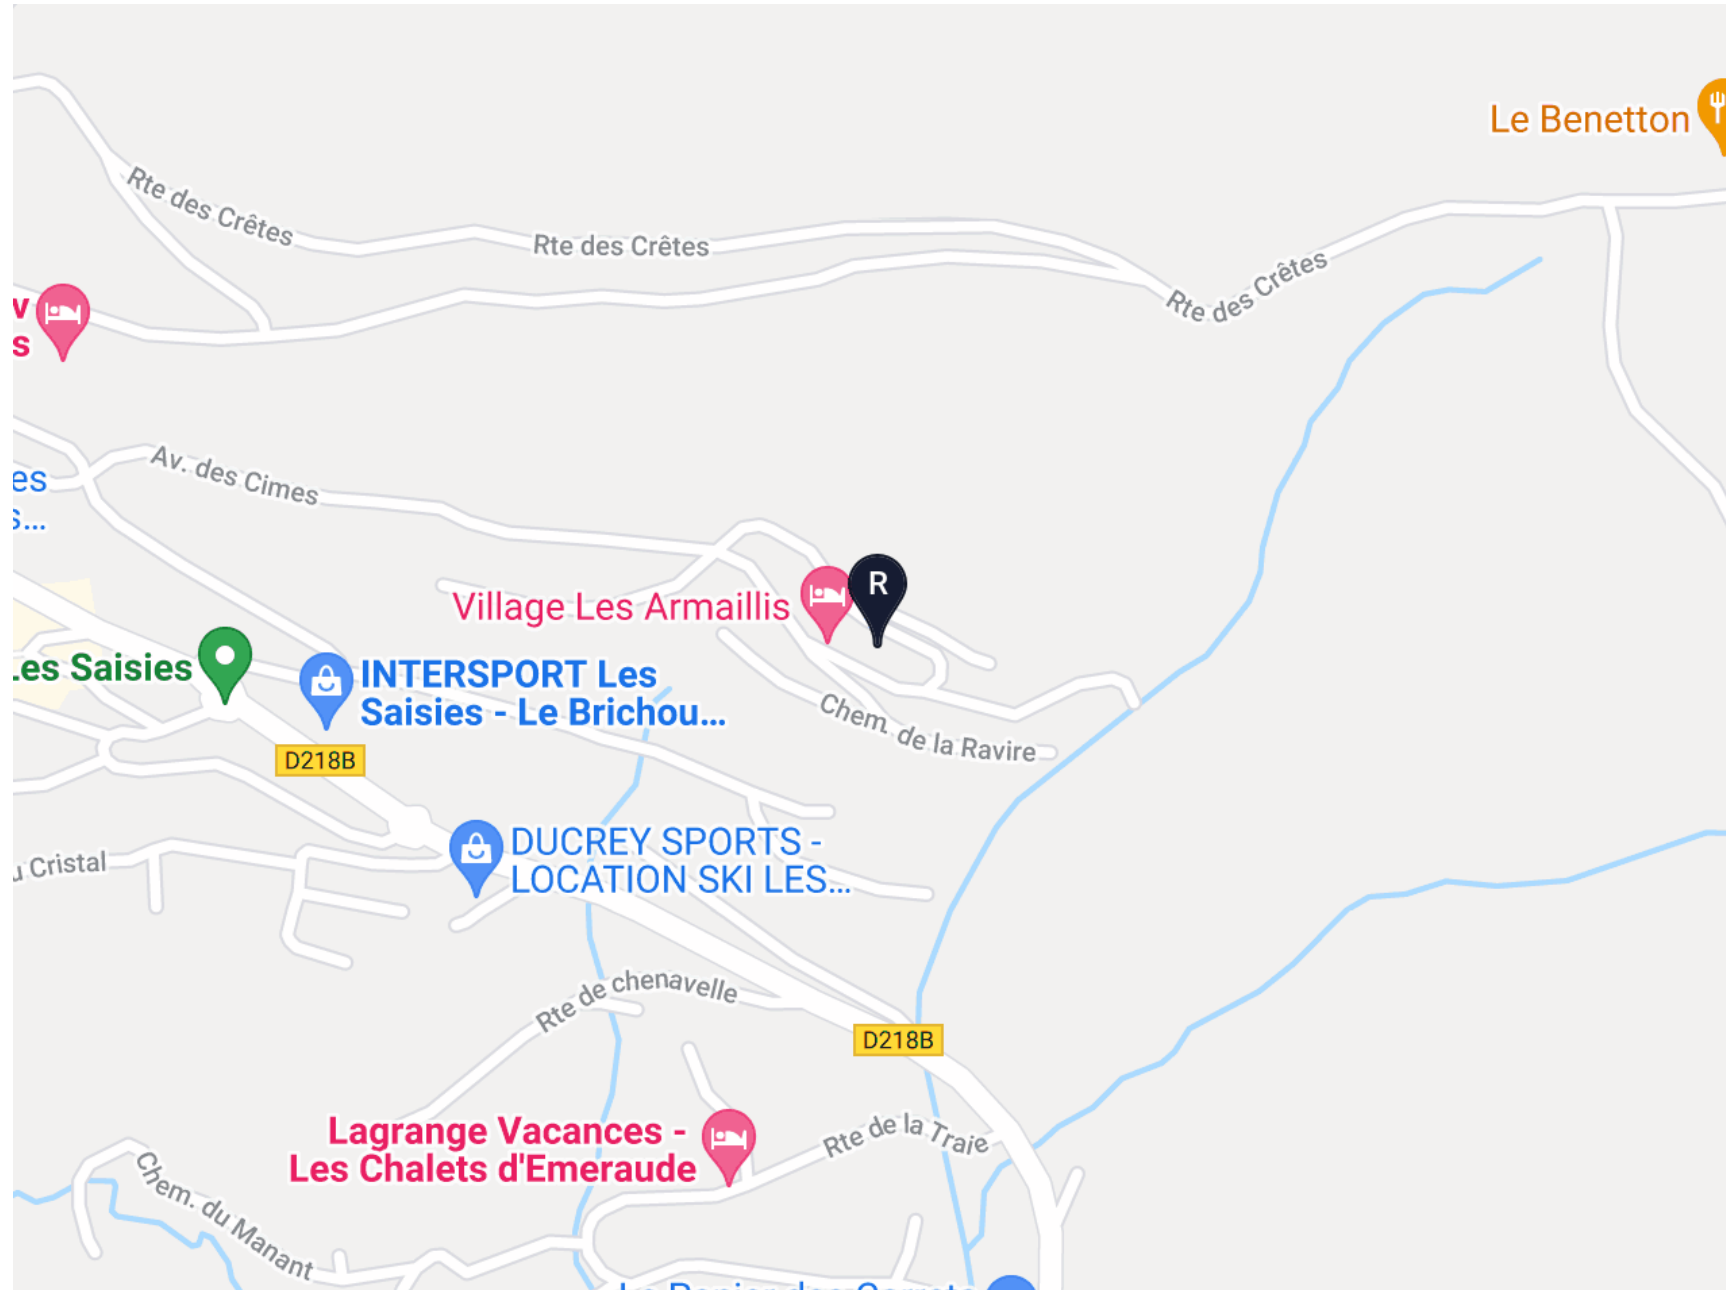 Le Benetton
Rte des Crêtes
Rte des Crêtes
Rte des Crêtes
Av. des Cimes
Village Les Armaillis
R
Les Saisies
INTERSPORT Les
Saisies - Le Brichou...
Chem. de la Ravire
D218B
DUCREY SPORTS -
LOCATION SKI LES...
Cristal
Rte de chenavelle
D218B
Lagrange Vacances -
Les Chalets d'Emeraude
Rte de la Traie
Chem. du Manant